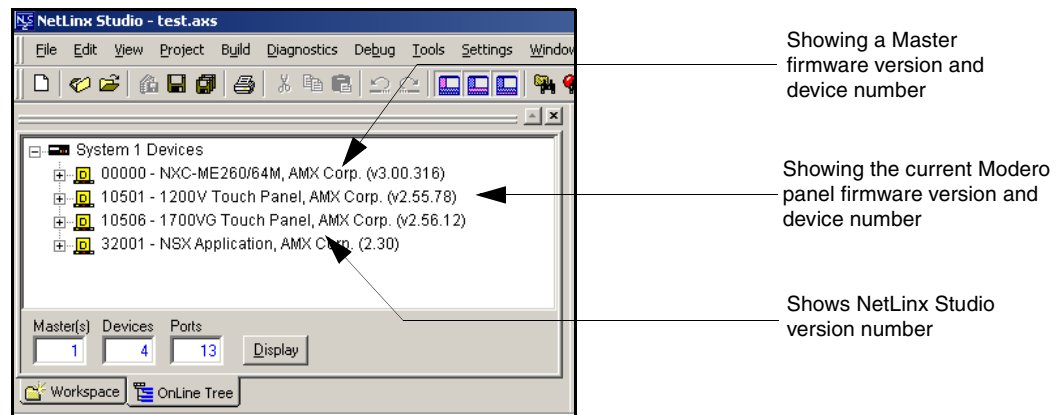 NetLinx Studio - test.axs
File Edit View Project Build Diagnostics Debug Tools Settings Window
System 1 Devices
00000 - NXC-ME260/64M, AMX Corp. (v3.00.316)
10501 - 1200V Touch Panel, AMX Corp. (v2.55.78)
10506 - 1700VG Touch Panel, AMX Corp. (v2.56.12)
32001 - NSX Application, AMX Corp. (2.30)
Master(s) Devices Ports
1 4 13 Display
Workspace OnLine Tree
Showing a Master
firmware version and
device number
Showing the current Modero
panel firmware version and
device number
Shows NetLinx Studio
version number